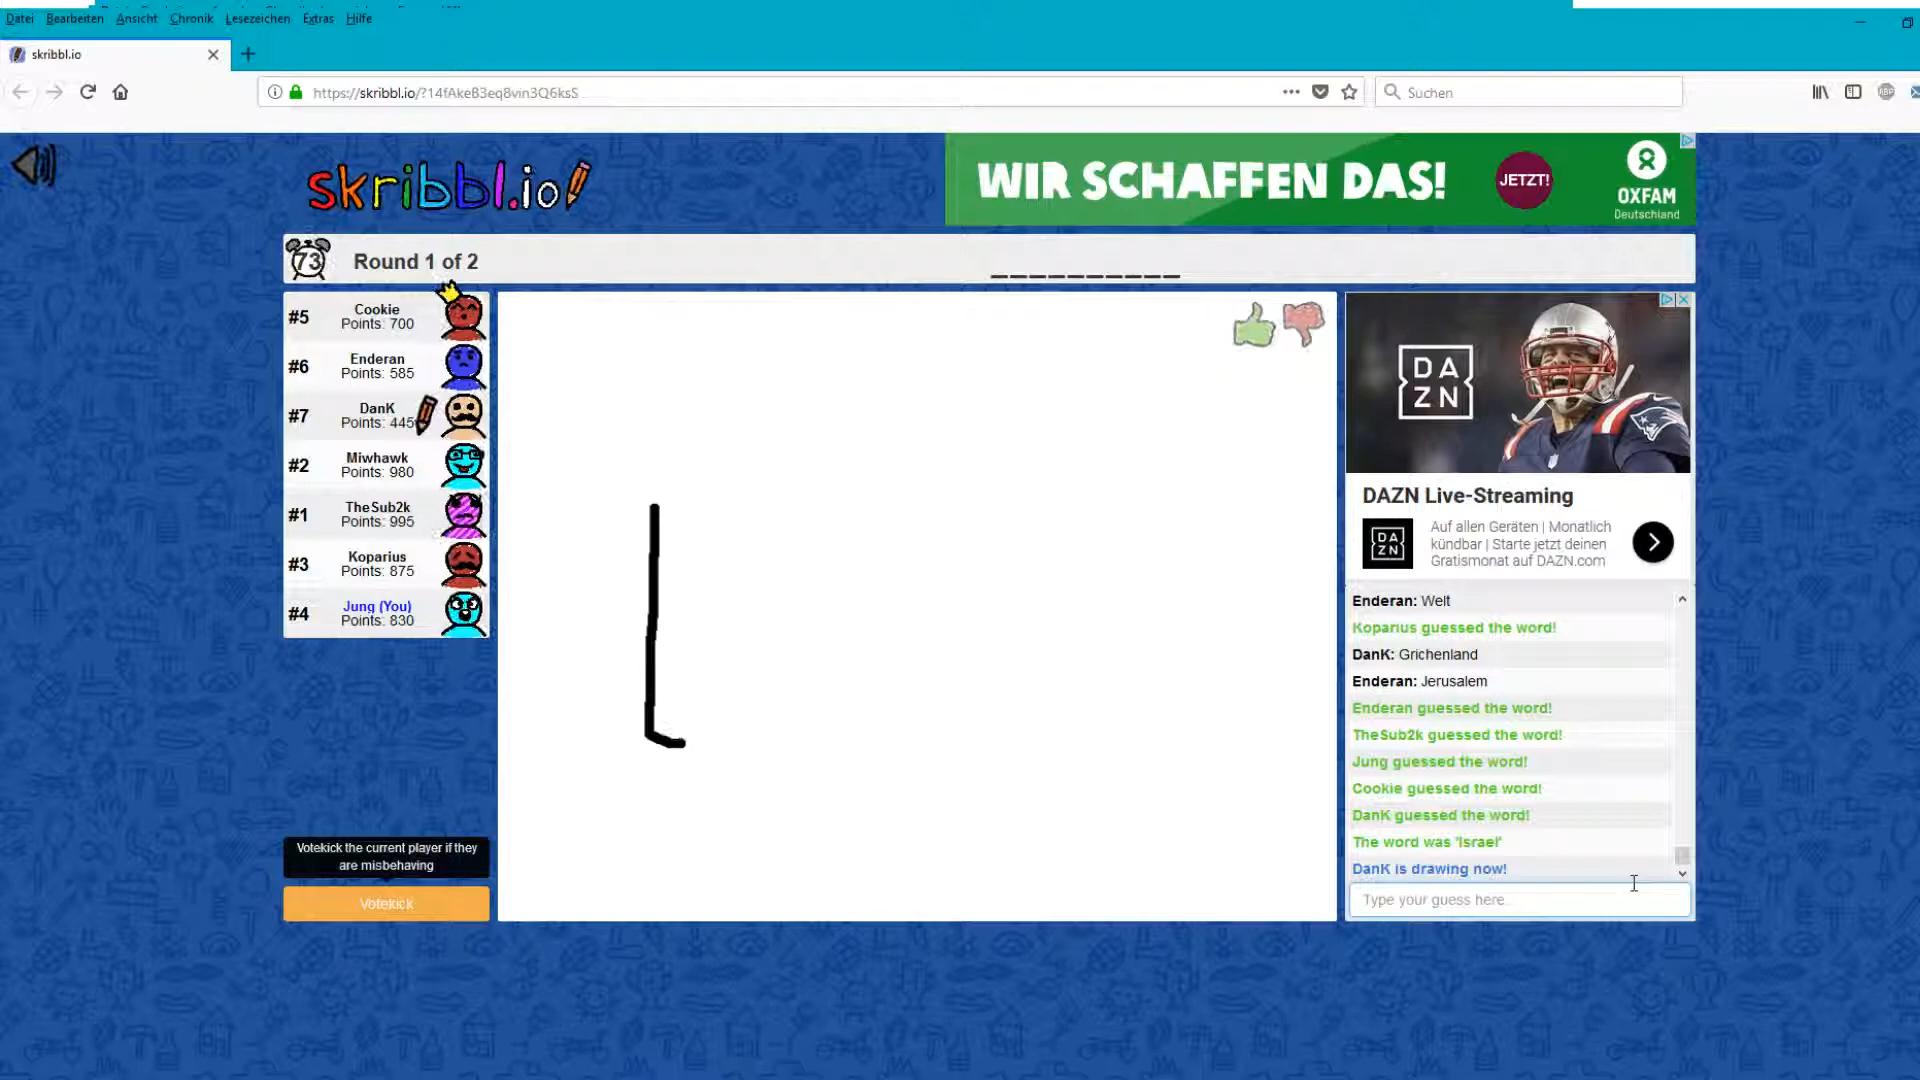 Datei Bearbeiten Ansicht Chronik Lesezeichen Extras Hilfe
skribbl.io
https://skribbl.io/?14fAkeB3eq8vin3Q6ksS
Suchen
ABP
skribbl.io
WIR SCHAFFEN DAS!
JETZT!
OXFAM
Deutschland
73
Round 1 of 2
__________
#5 Cookie
Points: 700
#6 Enderan
Points: 585
#7 DanK
Points: 445
#2 Miwhawk
Points: 980
#1 TheSub2k
Points: 995
#3 Koparius
Points: 875
#4 Jung (You)
Points: 830
Votekick the current player if they
are misbehaving
Votekick
DA
ZN
DAZN Live-Streaming
DA
ZN
Auf allen Geräten | Monatlich
kündbar | Starte jetzt deinen
Gratismonat auf DAZN.com
Enderan: Welt
Koparius guessed the word!
DanK: Grichenland
Enderan: Jerusalem
Enderan guessed the word!
TheSub2k guessed the word!
Jung guessed the word!
Cookie guessed the word!
DanK guessed the word!
The word was 'Israel'
DanK is drawing now!
Type your guess here...